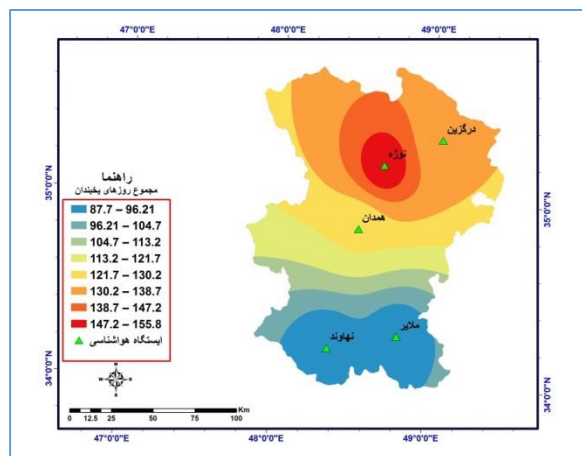 47°0'0"E 48°0'0"E 49°0'0"E
درگزین
نوژه
راهنما
مجموع روزهای یخبندان
35°0'0"N
35°0'0"N
همدان
87.7 – 96.21
96.21 – 104.7
104.7 – 113.2
113.2 – 121.7
121.7 – 130.2
130.2 – 138.7
138.7 – 147.2
147.2 – 155.8
ایستگاه هواشناسی
ملایر
نهاوند
34°0'0"N
34°0'0"N
Km
0 12.5 25 50 75 100
47°0'0"E 48°0'0"E 49°0'0"E